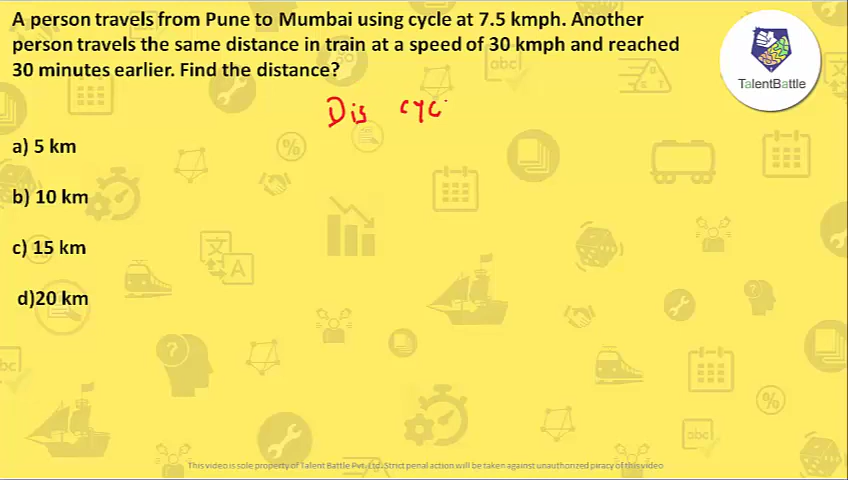 A person travels from Pune to Mumbai using cycle at 7.5 kmph. Another
person travels the same distance in train at a speed of 30 kmph and reached
30 minutes earlier. Find the distance?
TalentBattle
Dis cyc
a) 5 km
b) 10 km
c) 15 km
d)20 km
This video is sole property of Talent Battle Pvt. Ltd. Strict penal action will be taken against unauthorized piracy of this video